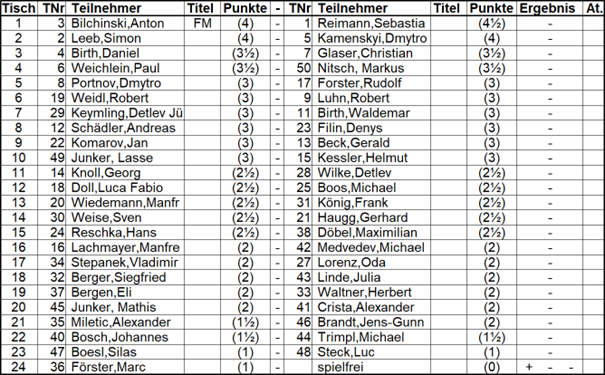 Tisch TNr Teilnehmer Titel Punkte - TNr Teilnehmer Titel Punkte Ergebnis At.
1 3 Bilchinski,Anton FM (4) - 1 Reimann,Sebastia (4½) -
2 2 Leeb,Simon (4) - 5 Kamenskyi,Dmytro (4) -
3 4 Birth,Daniel (3½) - 7 Glaser,Christian (3½) -
4 6 Weichlein,Paul (3½) - 50 Nitsch, Markus (3½) -
5 8 Portnov,Dmytro (3) - 17 Forster,Rudolf (3) -
6 19 Weidl,Robert (3) - 9 Luhn,Robert (3) -
7 29 Keymling,Detlev Jü (3) - 11 Birth,Waldemar (3) -
8 12 Schädler,Andreas (3) - 23 Filin,Denys (3) -
9 22 Komarov,Jan (3) - 13 Beck,Gerald (3) -
10 49 Junker, Lasse (3) - 15 Kessler,Helmut (3) -
11 14 Knoll,Georg (2½) - 28 Wilke,Detlev (2½) -
12 18 Doll,Luca Fabio (2½) - 25 Boos,Michael (2½) -
13 20 Wiedemann,Manfr (2½) - 31 König,Frank (2½) -
14 30 Weise,Sven (2½) - 21 Haugg,Gerhard (2½) -
15 24 Reschka,Hans (2½) - 38 Döbel,Maximilian (2½) -
16 16 Lachmayer,Manfre (2) - 42 Medvedev,Michael (2) -
17 34 Stepanek,Vladimir (2) - 27 Lorenz,Oda (2) -
18 32 Berger,Siegfried (2) - 43 Linde,Julia (2) -
19 37 Bergen,Eli (2) - 33 Waltner,Herbert (2) -
20 45 Junker, Mathis (2) - 41 Crista,Alexander (2) -
21 35 Miletic,Alexander (1½) - 46 Brandt,Jens-Gunn (2) -
22 40 Bosch,Johannes (1½) - 44 Trimpl,Michael (1½) -
23 47 Boesl,Silas (1) - 48 Steck,Luc (1) -
24 36 Förster,Marc (1) - spielfrei (0) + - -